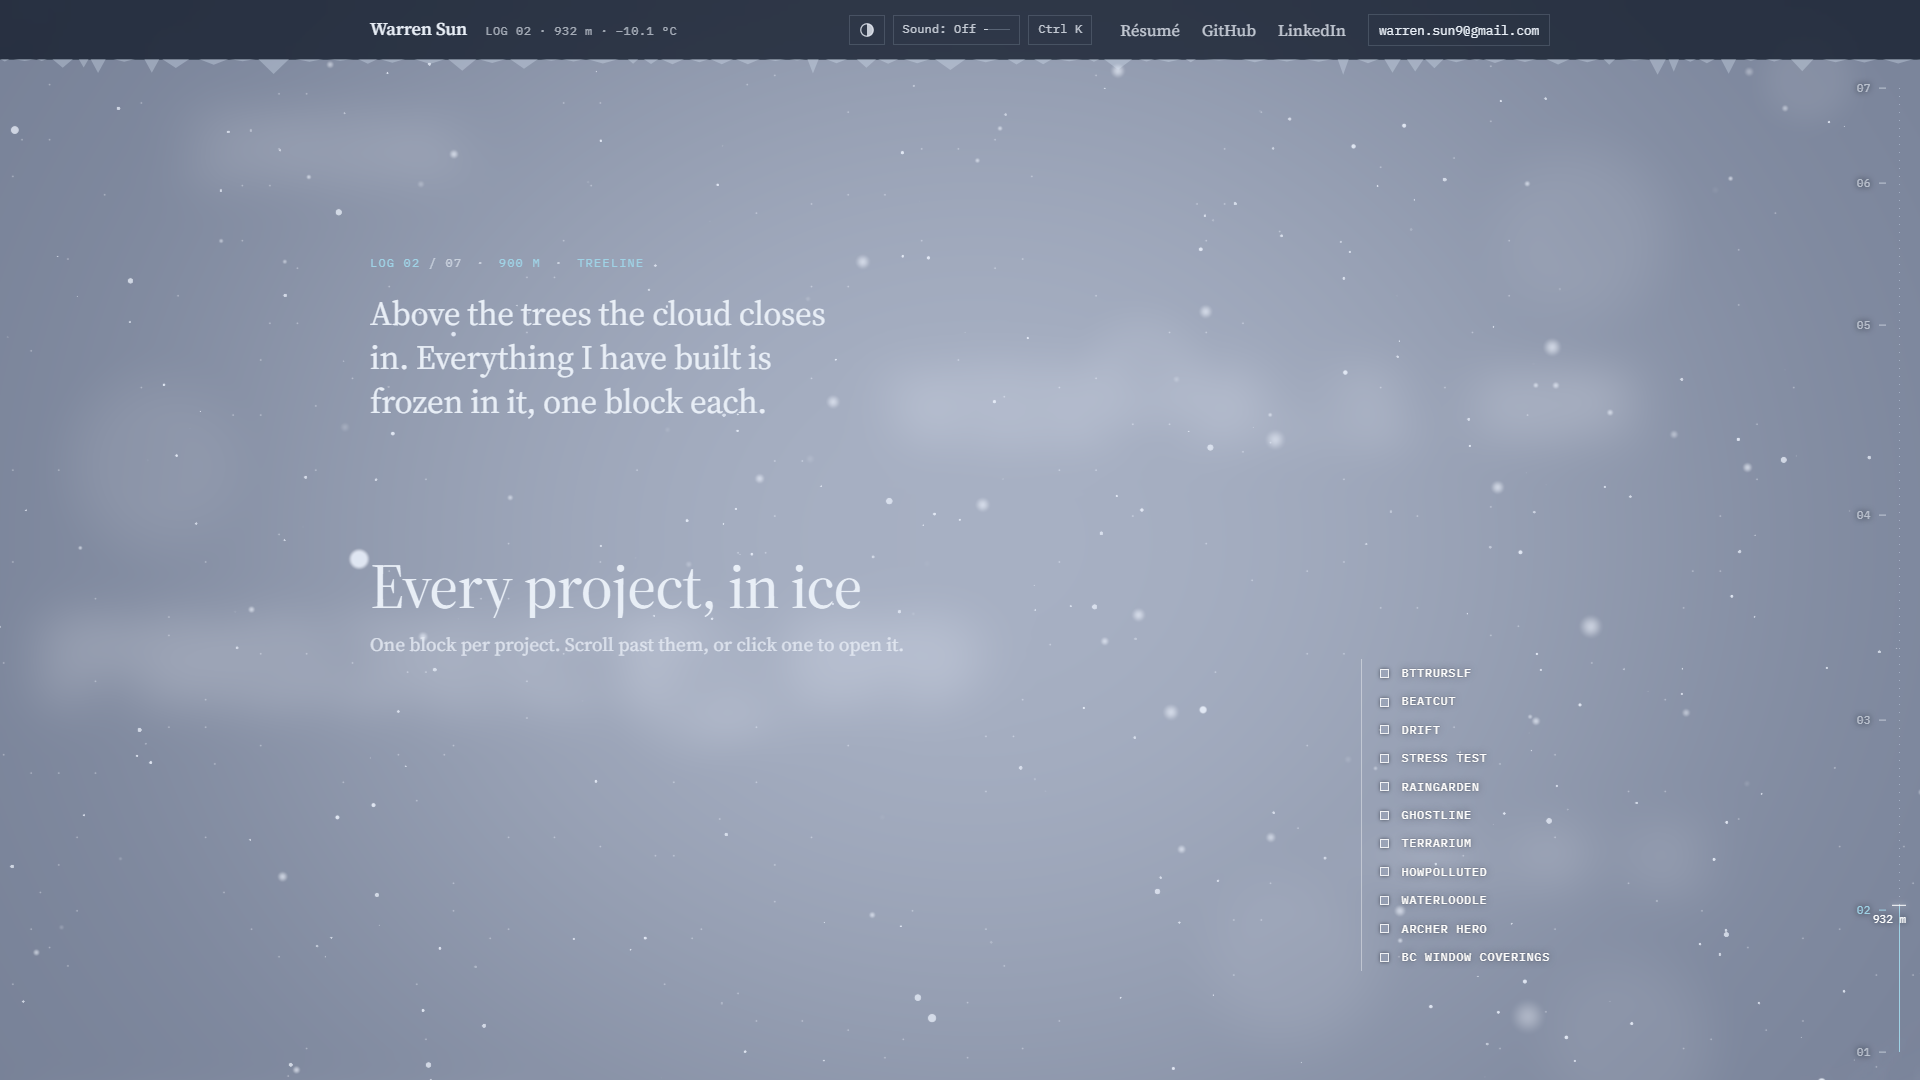 Warren Sun LOG 02 · 932 m · −10.1 °C Sound: Off Ctrl K Résumé GitHub LinkedIn warren.sun9@gmail.com
07
06
LOG 02 / 07 · 900 M · TREELINE
Above the trees the cloud closes
in. Everything I have built is
frozen in it, one block each.
05
04
Every project, in ice
One block per project. Scroll past them, or click one to open it.
BTTRURSLF
BEATCUT
03
DRIFT
STRESS TEST
RAINGARDEN
GHOSTLINE
TERRARIUM
HOWPOLLUTED
WATERLOODLE
02
932 m
ARCHER HERO
BC WINDOW COVERINGS
01